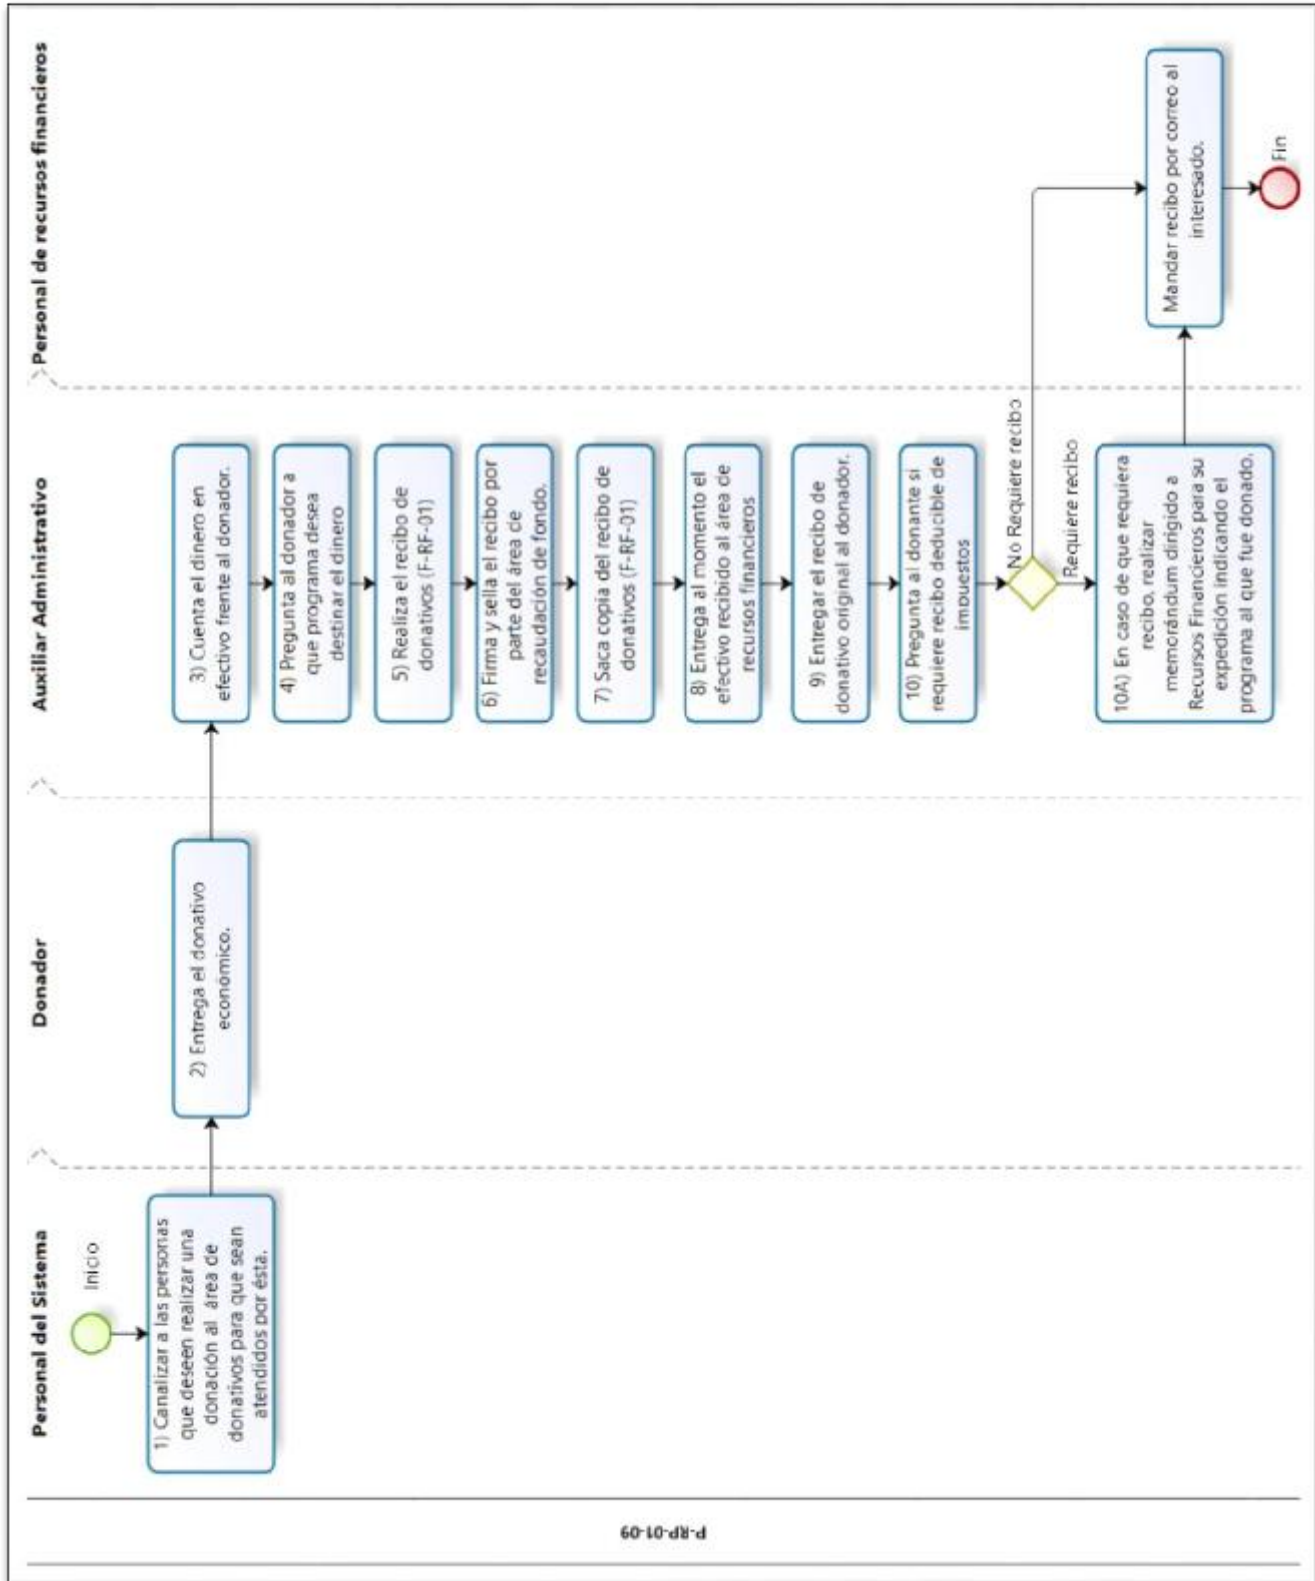 P-RP-01-09
Personal del Sistema
Donador
Auxiliar Administrativo
Personal de recursos financieros
Inicio
1) Canalizar a las personas
que deseen realizar una
donación al área de
donativos para que sean
atendidos por ésta.
2) Entrega el donativo
económico.
3) Cuenta el dinero en
efectivo frente al donador.
4) Pregunta al donador a
que programa desea
destinar el dinero
5) Realiza el recibo de
donativos (F-RF-01)
6) Firma y sella el recibo por
parte del área de
recaudación de fondo.
7) Saca copia del recibo de
donativos (F-RF-01)
8) Entrega al momento el
efectivo recibido al área de
recursos financieros
9) Entregar el recibo de
donativo original al donador.
10) Pregunta al donante si
requiere recibo deducible de
impuestos
No Requiere recibo
Requiere recibo
10A) En caso de que requiera
recibo, realizar
memorándum dirigido a
Recursos Financieros para su
expedición indicando el
programa al que fue donado.
Mandar recibo por correo al
interesado.
Fin